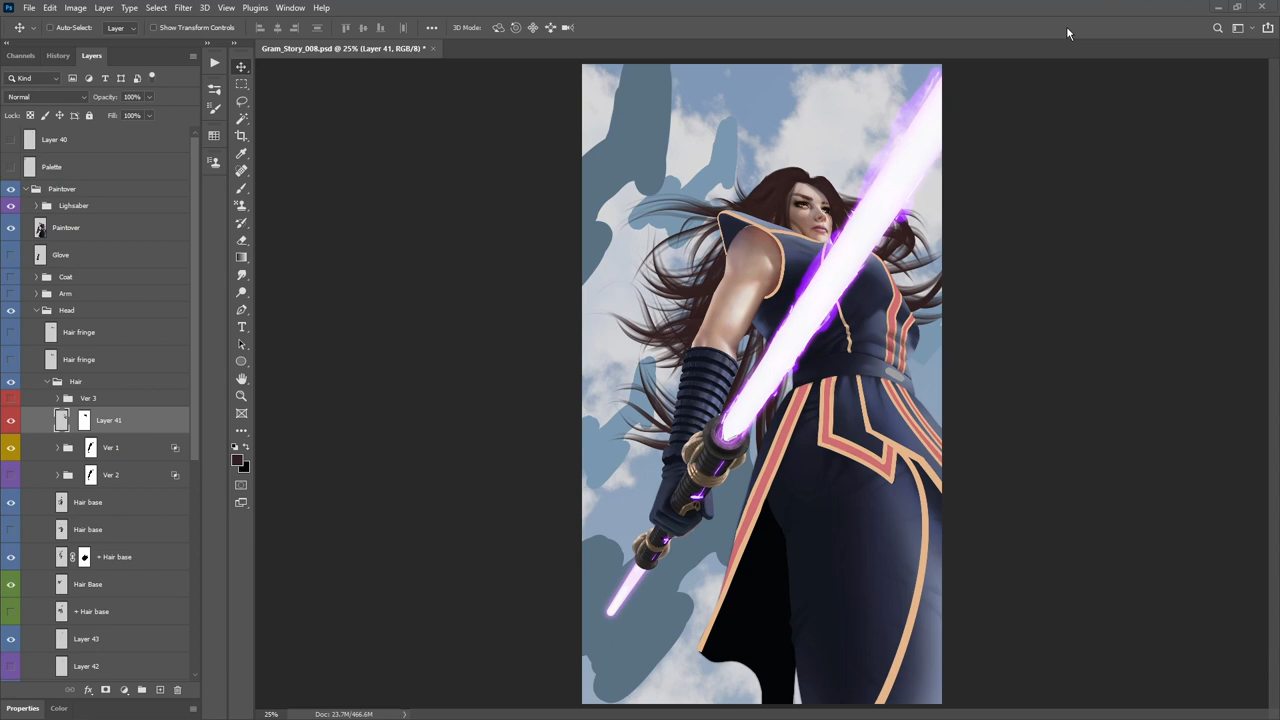 Ps File Edit Image Layer Type Select Filter 3D View Plugins Window Help
Auto-Select: Layer Show Transform Controls 3D Mode:
Gram_Story_008.psd @ 25% (Layer 41, RGB/8) *
Channels History Layers
Kind
Normal Opacity: 100%
Lock: Fill: 100%
Layer 40
Palette
Paintover
Lighsaber
Paintover
Glove
Coat
Arm
Head
Hair fringe
Hair fringe
Hair
Ver 3
Layer 41
Ver 1
Ver 2
Hair base
Hair base
+ Hair base
Hair Base
+ Hair base
Layer 43
Layer 42
fx
Properties Color
25% Doc: 23.7M/466.6M